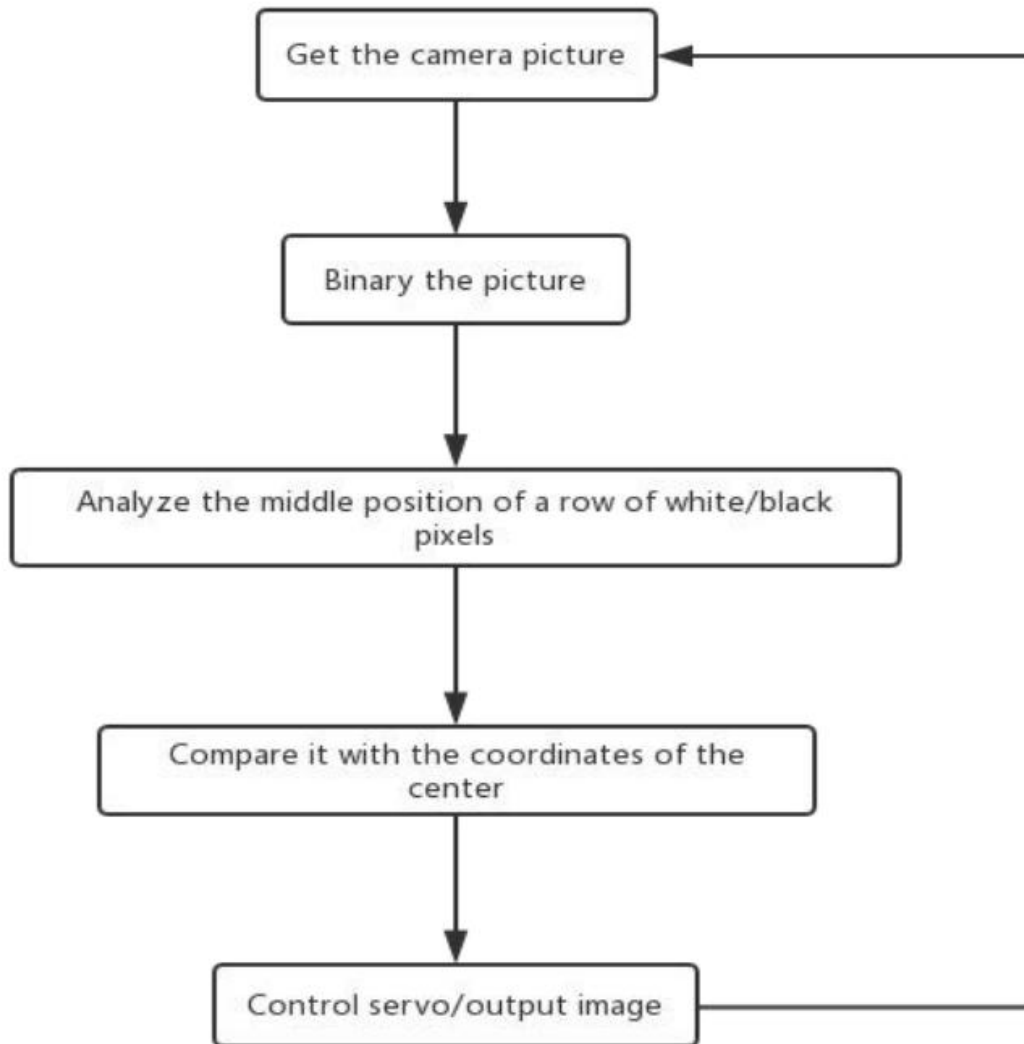 Get the camera picture
Binary the picture
Analyze the middle position of a row of white/black
pixels
Compare it with the coordinates of the
center
Control servo/output image